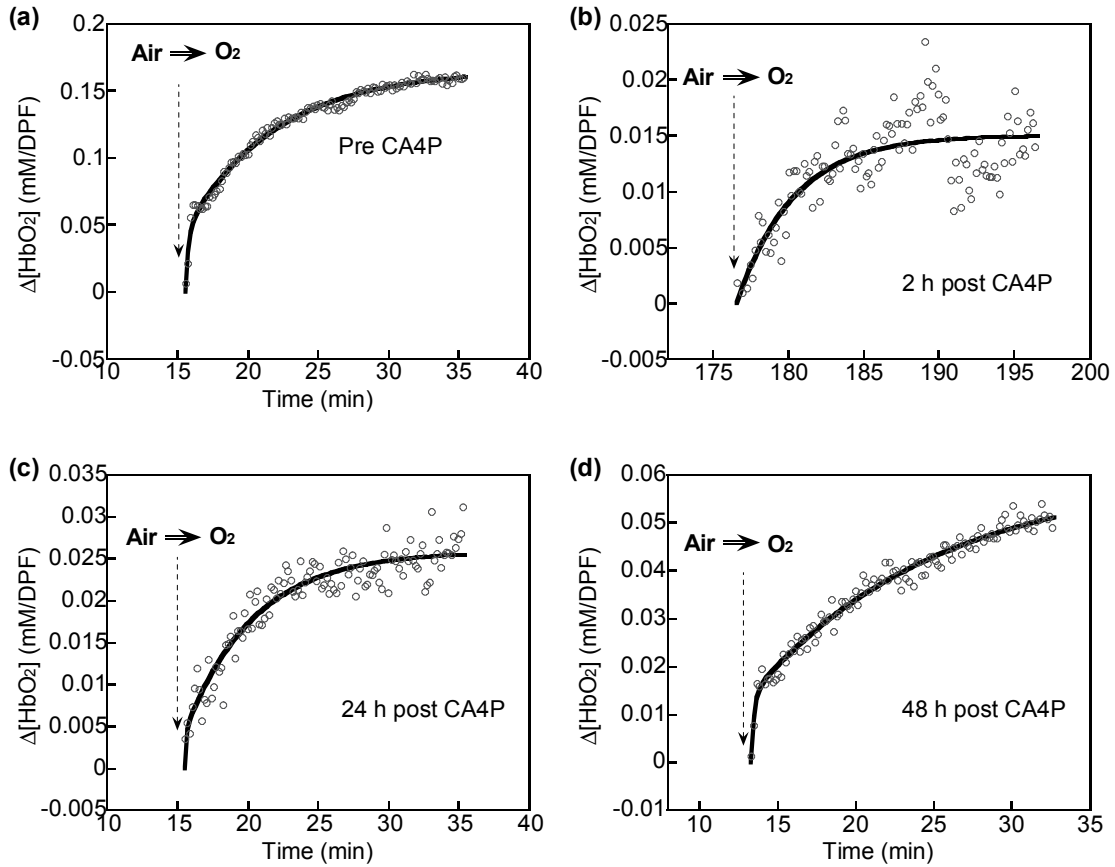 (a)
0.2
0.15
0.1
0.05
0
-0.05
Δ[HbO2] (mM/DPF)
Air ⇒ O2
Pre CA4P
10 15 20 25 30 35 40
Time (min)
(b)
0.025
0.02
0.015
0.01
0.005
0
-0.005
Δ[HbO2] (mM/DPF)
Air ⇒ O2
2 h post CA4P
175 180 185 190 195 200
Time (min)
(c)
0.035
0.03
0.025
0.02
0.015
0.01
0.005
0
-0.005
Δ[HbO2] (mM/DPF)
Air ⇒ O2
24 h post CA4P
10 15 20 25 30 35 40
Time (min)
(d)
0.06
0.05
0.04
0.03
0.02
0.01
0
-0.01
Δ[HbO2] (mM/DPF)
Air ⇒ O2
48 h post CA4P
10 15 20 25 30 35
Time (min)